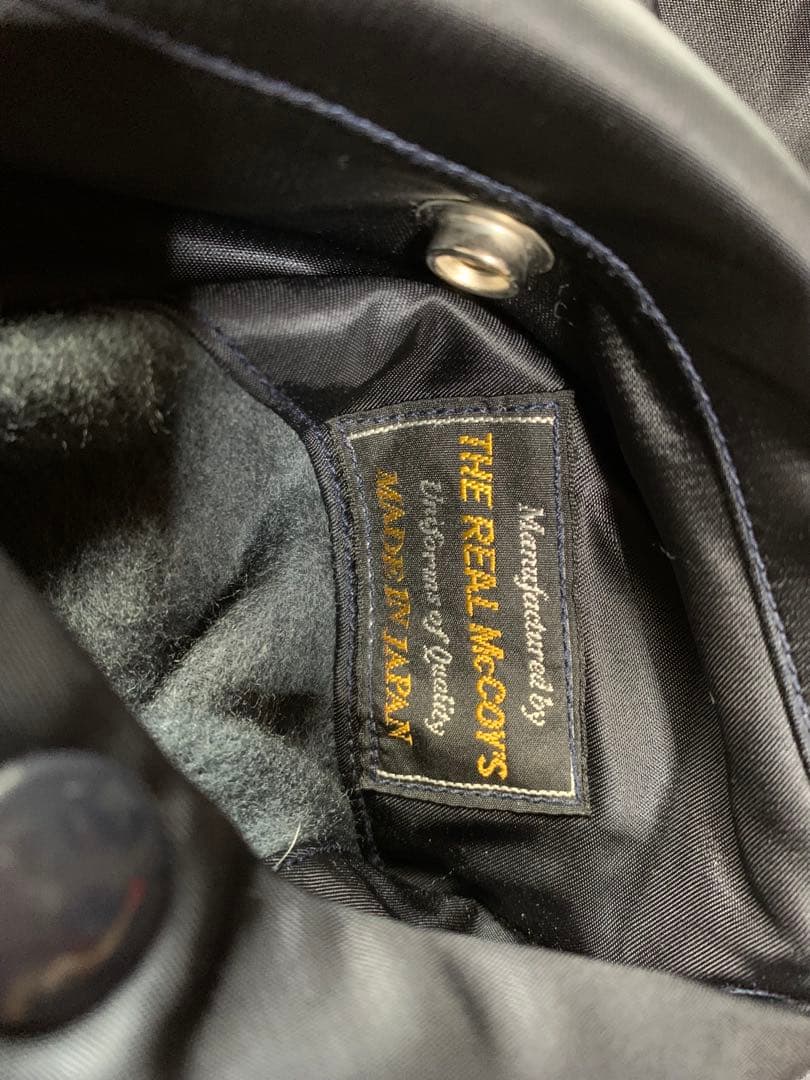 Manufactured by
THE REAL McCOY'S
Uniforms of Quality
MADE IN JAPAN